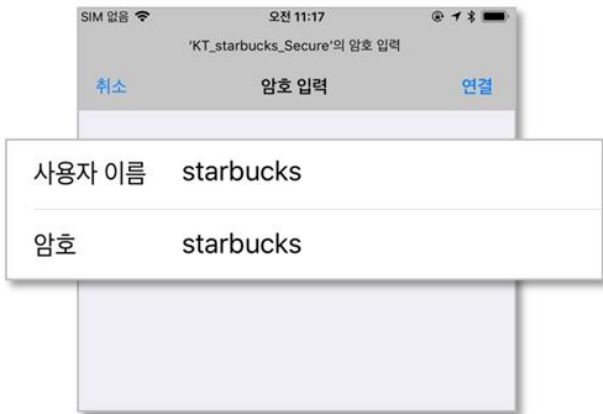 SIM 없음 오전 11:17
'KT_starbucks_Secure'의 암호 입력
취소 암호 입력 연결
사용자 이름 starbucks
암호 starbucks